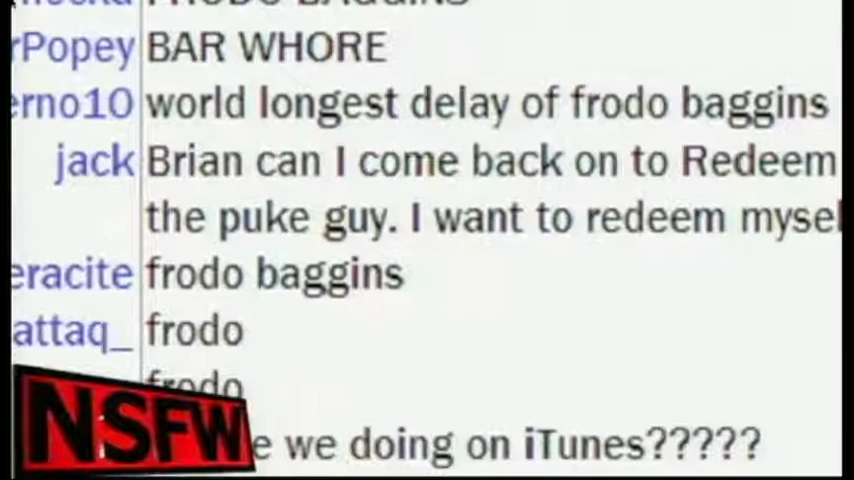 rPopey BAR WHORE
erno10 world longest delay of frodo baggins
jack Brian can I come back on to Redeem
the puke guy. I want to redeem mysel
eracite frodo baggins
attaq_ frodo
frodo
e we doing on iTunes?????
NSFW